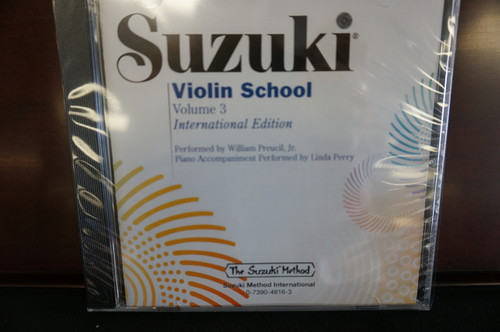 Suzuki®
Violin School
Volume 3
International Edition
Performed by William Preucil, Jr.
Piano Accompaniment Performed by Linda Perry
The Suzuki Method
Suzuki Method International
0-7390-4816-3